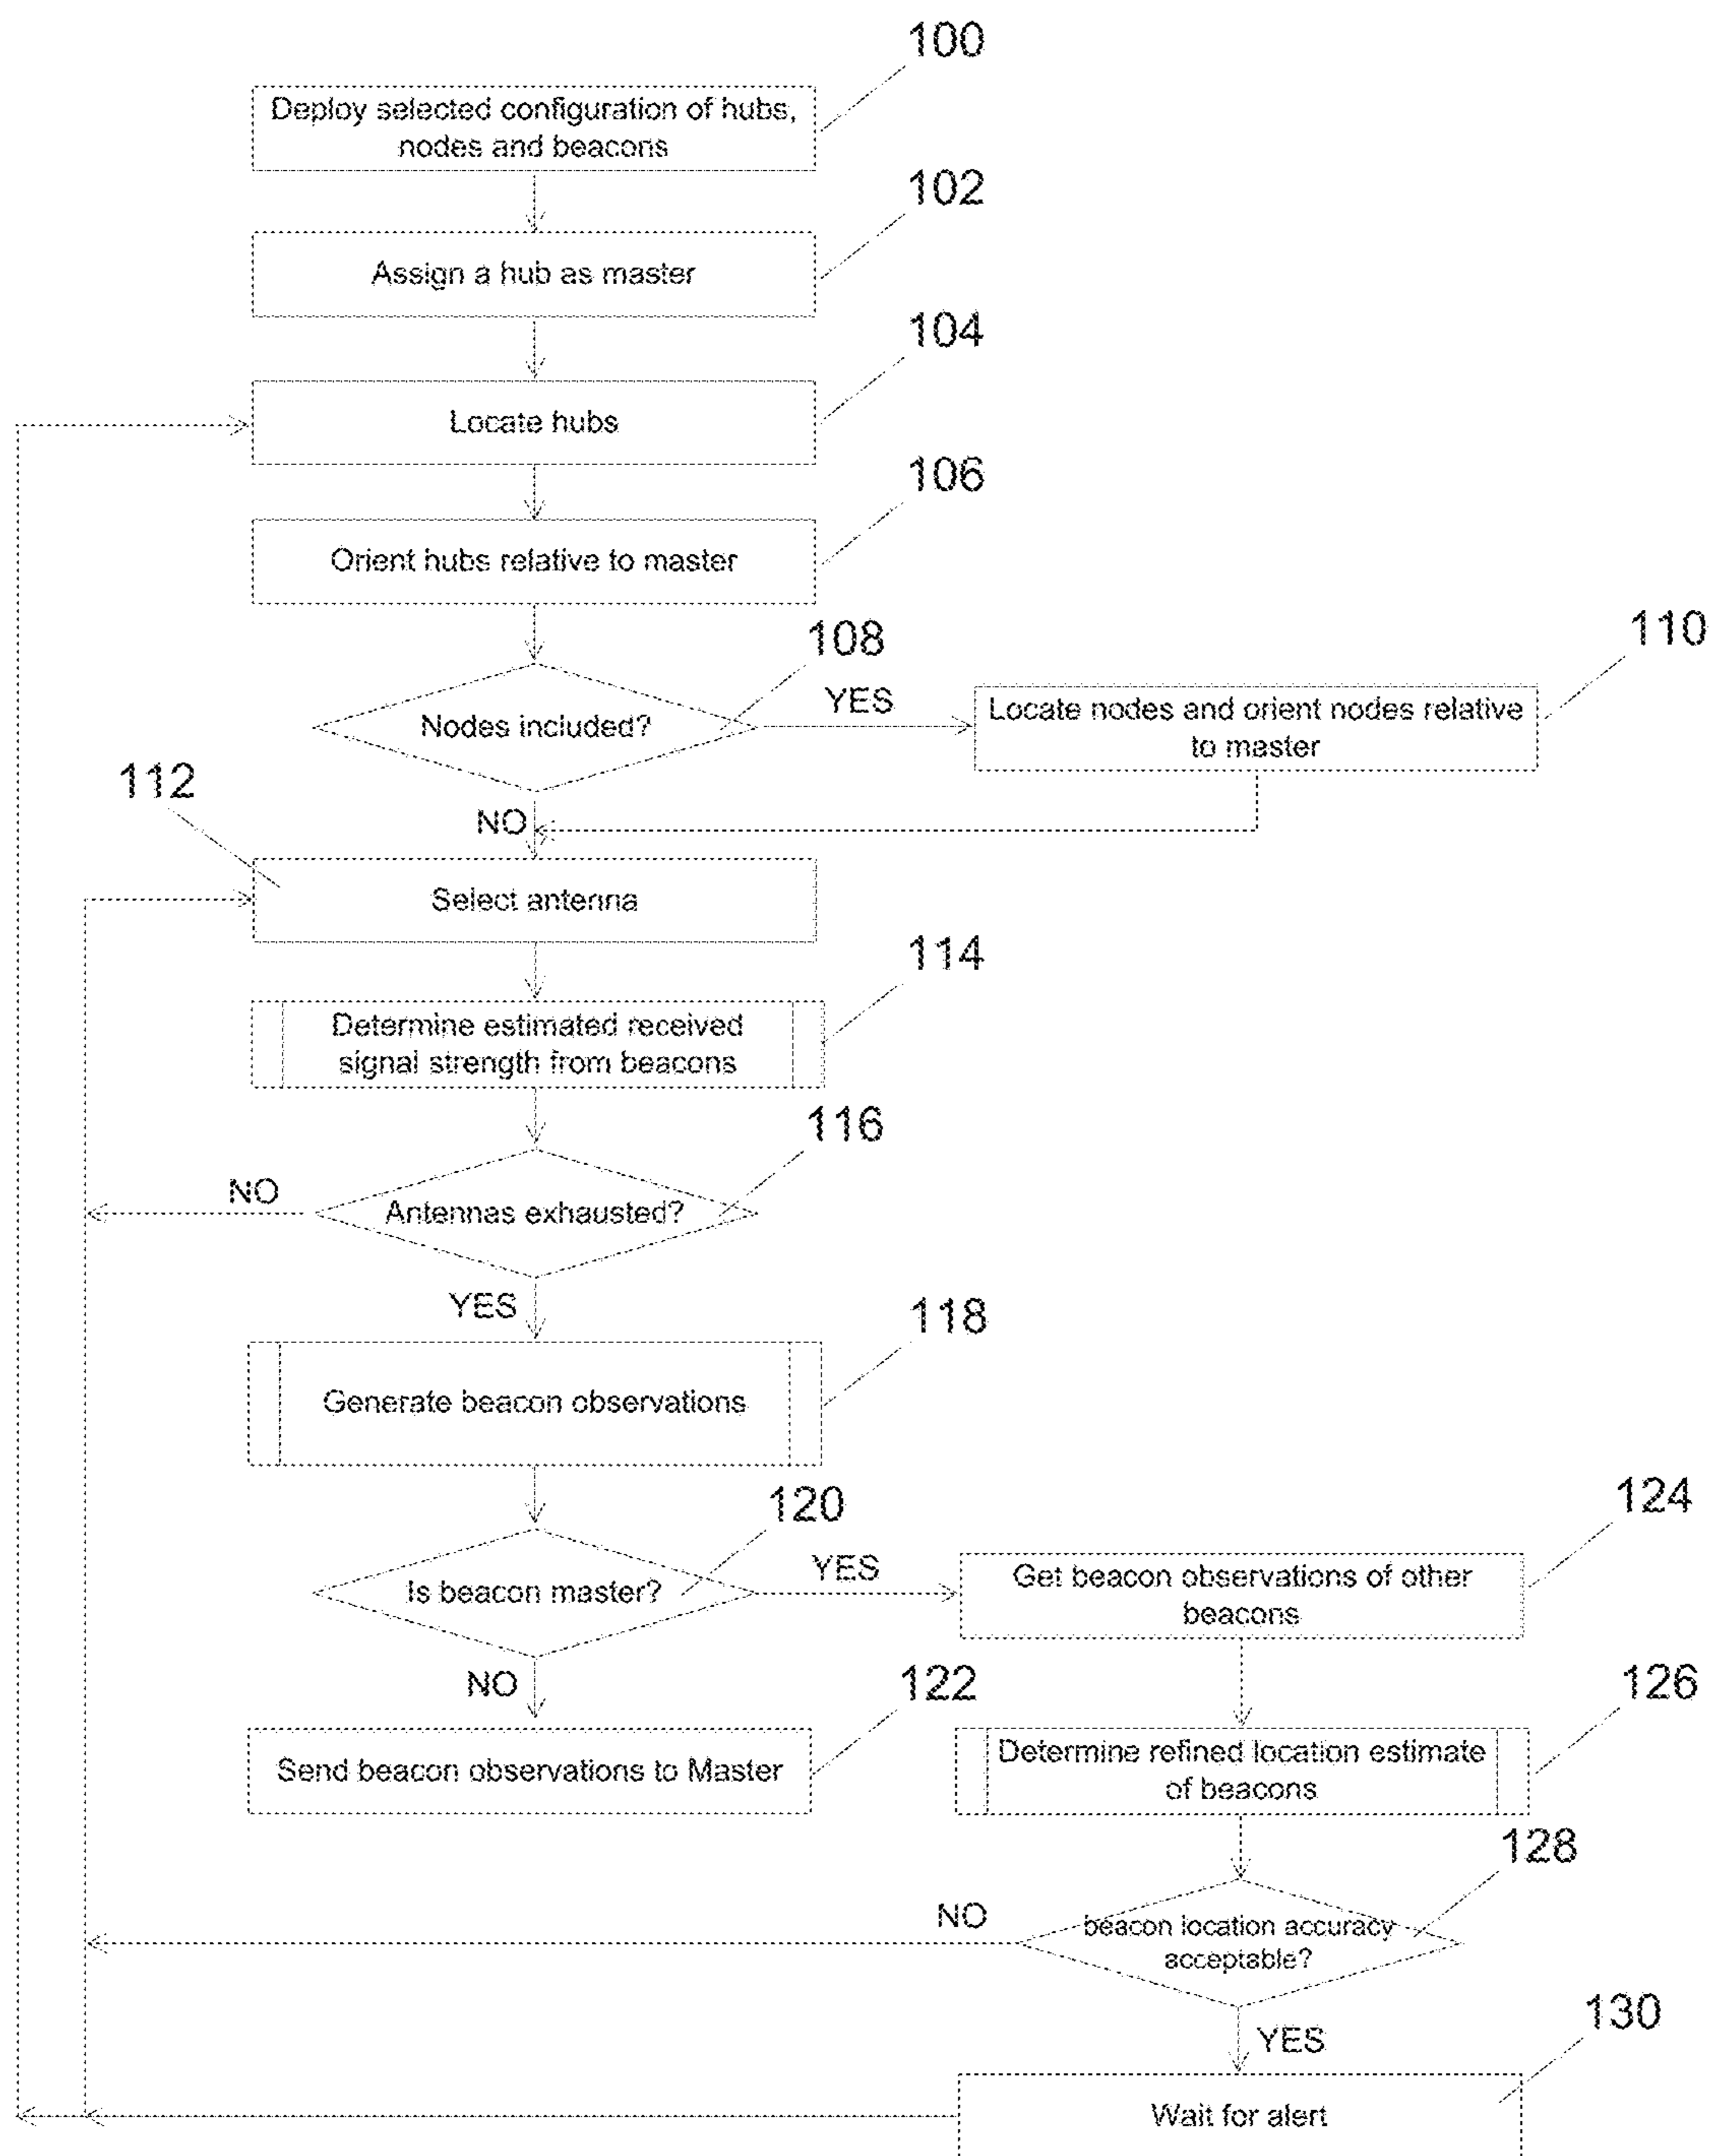 100
Deploy selected configuration of hubs,
nodes and beacons
102
Assign a hub as master
104
Locate hubs
106
Orient hubs relative to master
108
110
Nodes included?
YES
Locate nodes and orient nodes relative
to master
112
NO
Select antenna
114
Determine estimated received
signal strength from beacons
116
NO
Antennas exhausted?
YES
118
Generate beacon observations
120
124
Is beacon master?
YES
Get beacon observations of other
beacons
NO
122
126
Send beacon observations to Master
Determine refined location estimate
of beacons
128
NO
beacon location accuracy
acceptable?
130
YES
Wait for alert